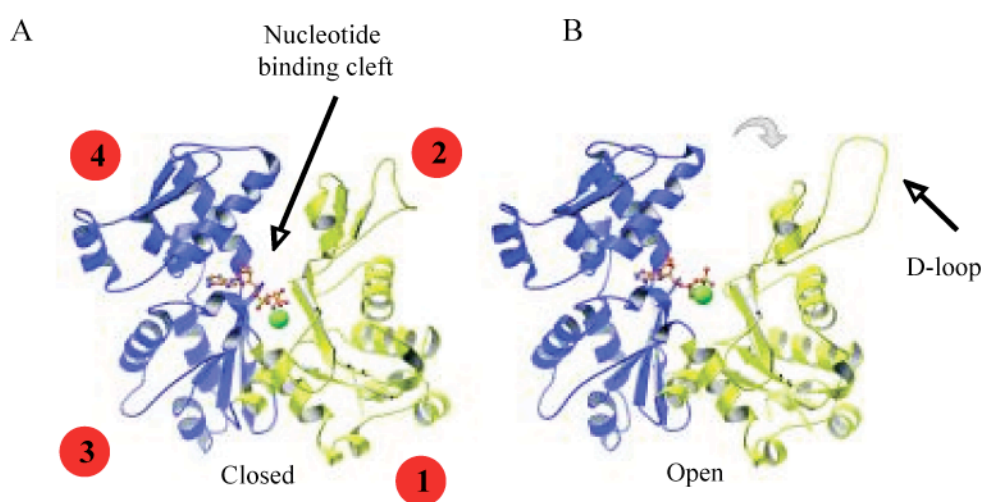 A
Nucleotide
binding cleft
B
4
2
D-loop
3
Closed
1
Open